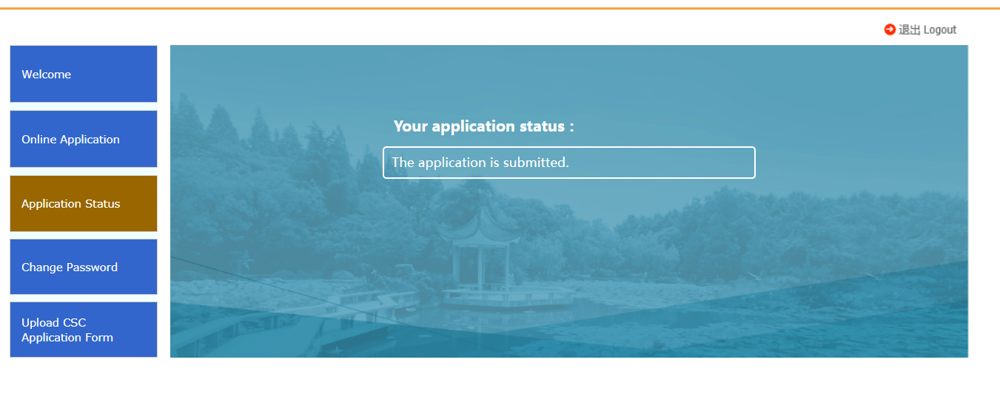 退出 Logout
Welcome
Online Application
Application Status
Change Password
Upload CSC
Application Form
Your application status :
The application is submitted.